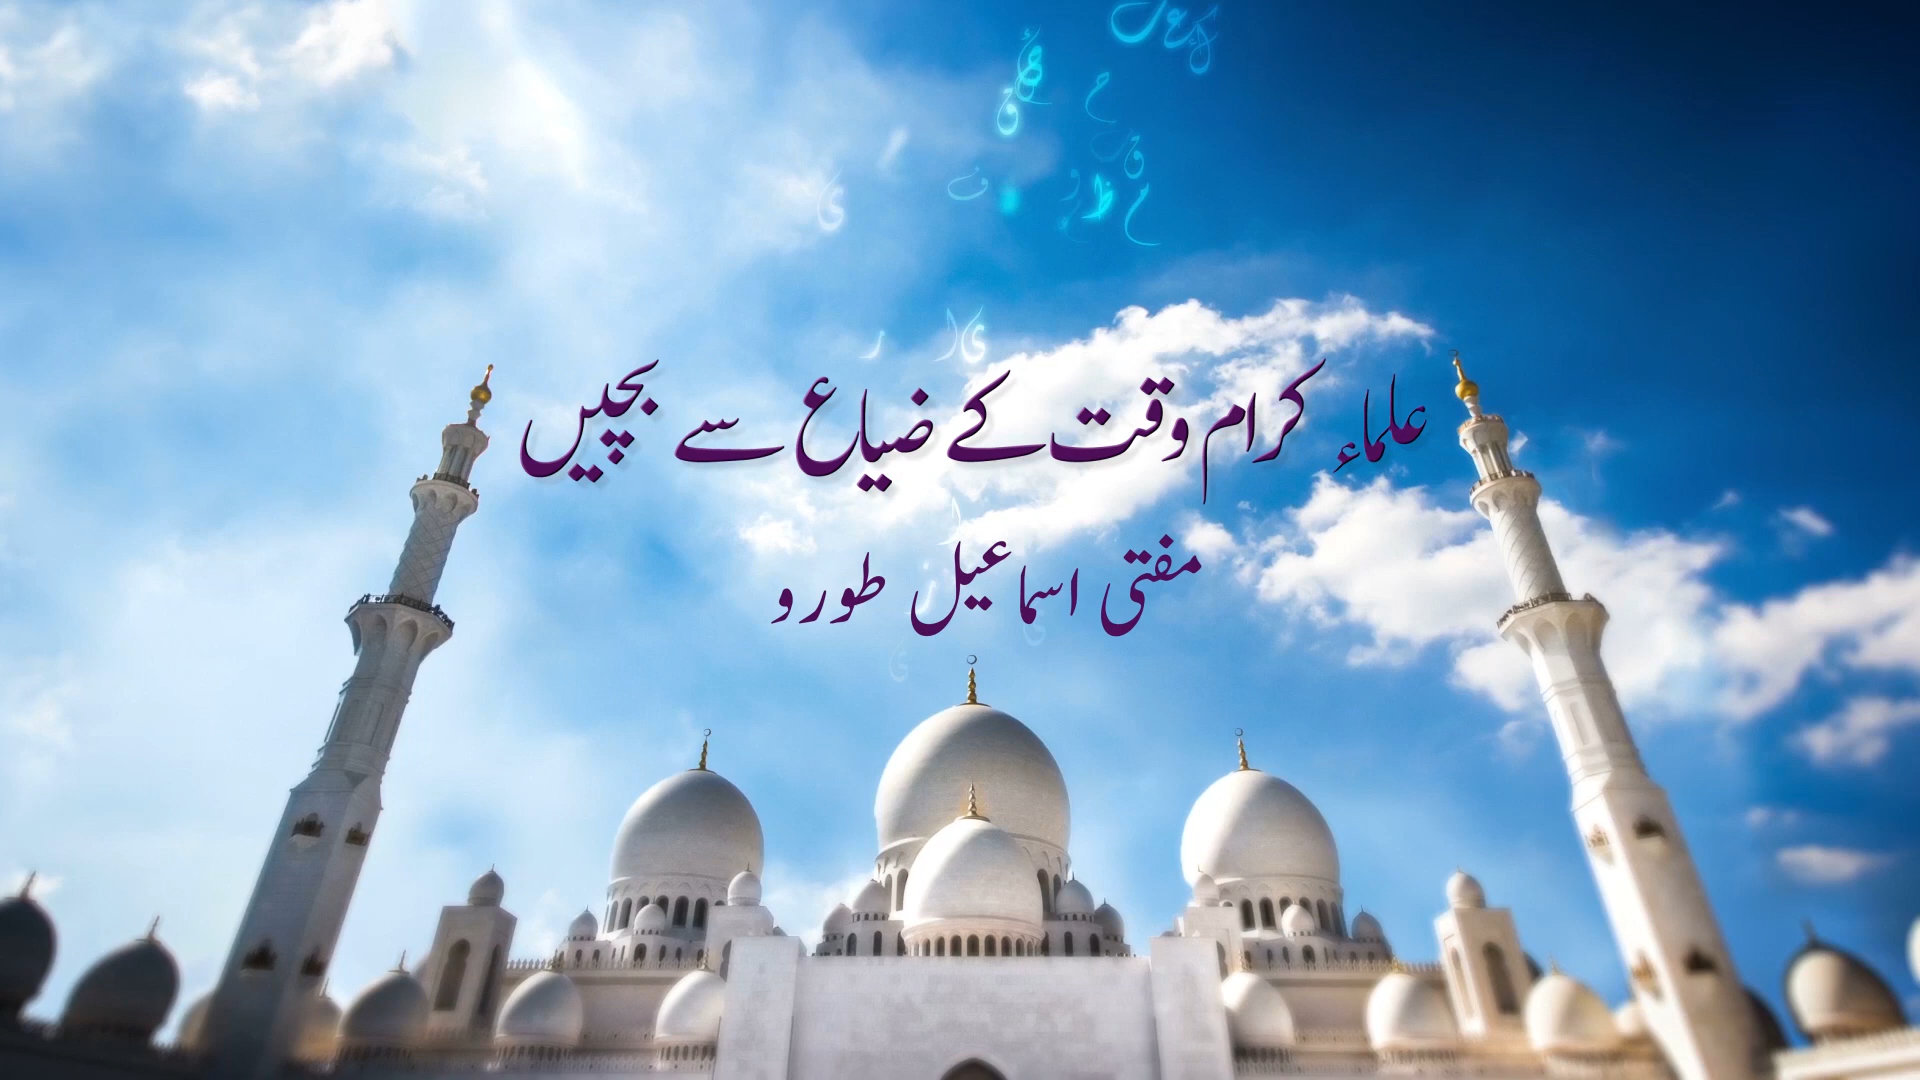 علماء کرام وقت کے ضیاع سے بچیں
مفتی اسماعیل طورو